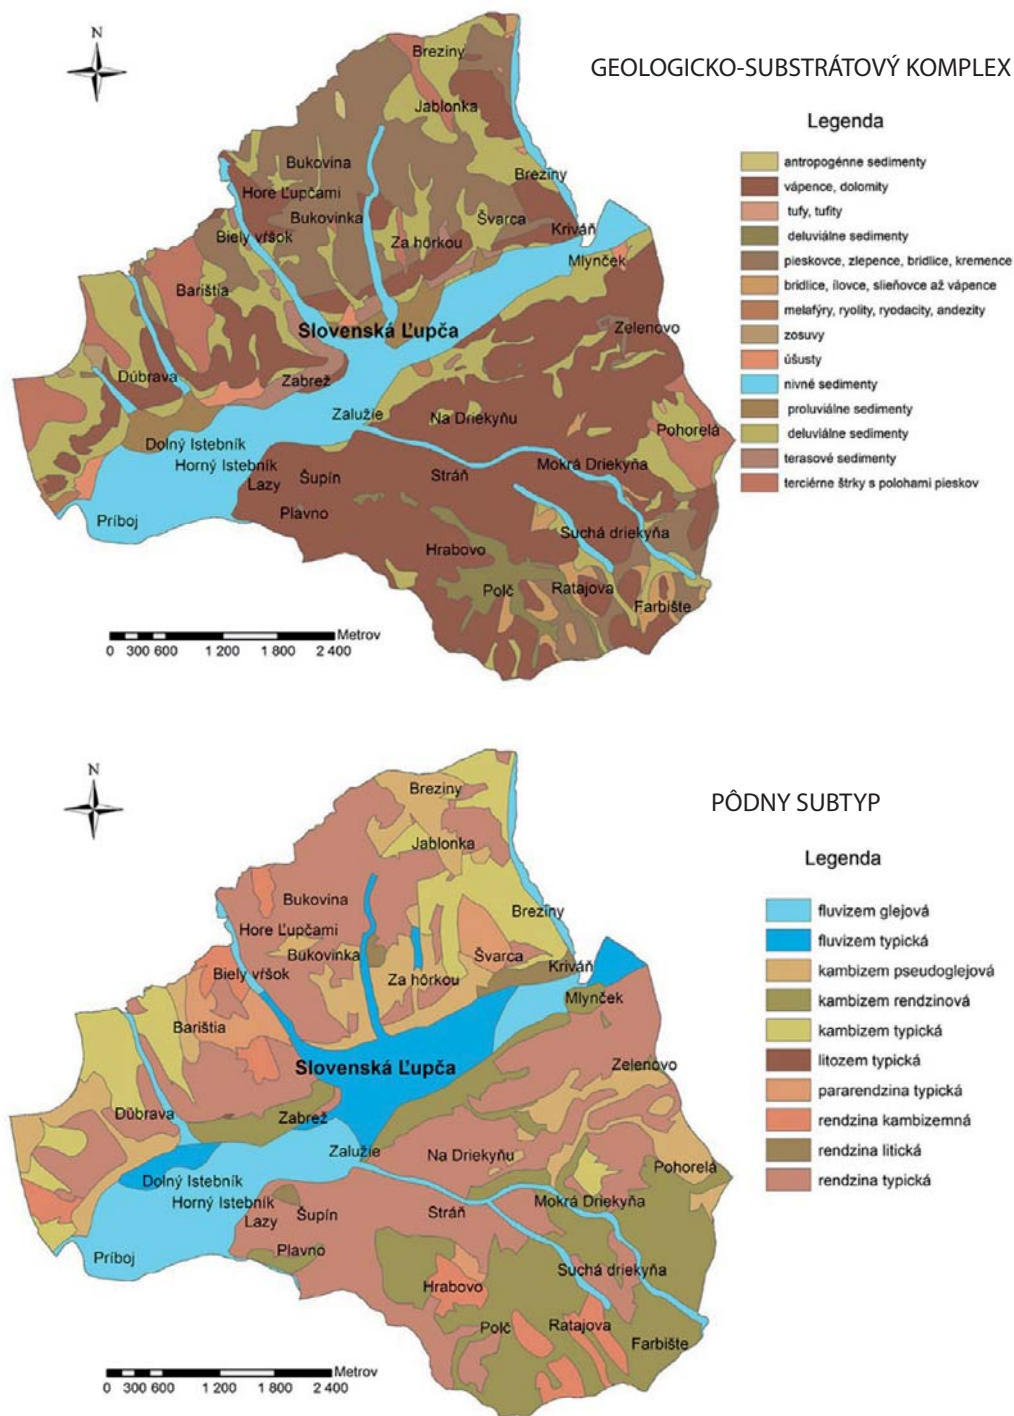 N
GEOLOGICKO-SUBSTRÁTOVÝ KOMPLEX
Legenda
antropogénne sedimenty
vápence, dolomity
tufy, tufity
deluviálne sedimenty
pieskovce, zlepence, bridlice, kremence
bridlice, ílovce, slieňovce až vápence
melafýry, ryolity, ryodacity, andezity
zosuvy
úšusty
nivné sedimenty
proluviálne sedimenty
deluviálne sedimenty
terasové sedimenty
terciérne štrky s polohami pieskov
Breziny
Jablonka
Bukovina
Breziny
Hore Ľupčami
Bukovinka
Švarca
Biely vŕšok
Za hôrkou
Kriváň
Mlynček
Barištia
Slovenská Ľupča
Zelenovo
Dúbrava
Zabrež
Zalužie
Na Driekyňu
Pohorelá
Dolný Istebník
Horný Istebník
Mokrá Driekyňa
Lazy
Šupín
Stráň
Príboj
Plavno
Suchá driekyňa
Hrabovo
Polč
Ratajova
Farbište
Metrov
0 300 600 1 200 1 800 2 400
N
PÔDNY SUBTYP
Legenda
fluvizem glejová
fluvizem typická
kambizem pseudoglejová
kambizem rendzinová
kambizem typická
litozem typická
pararendzina typická
rendzina kambizemná
rendzina litická
rendzina typická
Breziny
Jablonka
Bukovina
Breziny
Hore Ľupčami
Bukovinka
Švarca
Biely vŕšok
Za hôrkou
Kriváň
Mlynček
Barištia
Slovenská Ľupča
Zelenovo
Dúbrava
Zabrež
Zalužie
Na Driekyňu
Pohorelá
Dolný Istebník
Horný Istebník
Mokrá Driekyňa
Lazy
Šupín
Stráň
Príboj
Plavno
Suchá driekyňa
Hrabovo
Polč
Ratajova
Farbište
Metrov
0 300 600 1 200 1 800 2 400